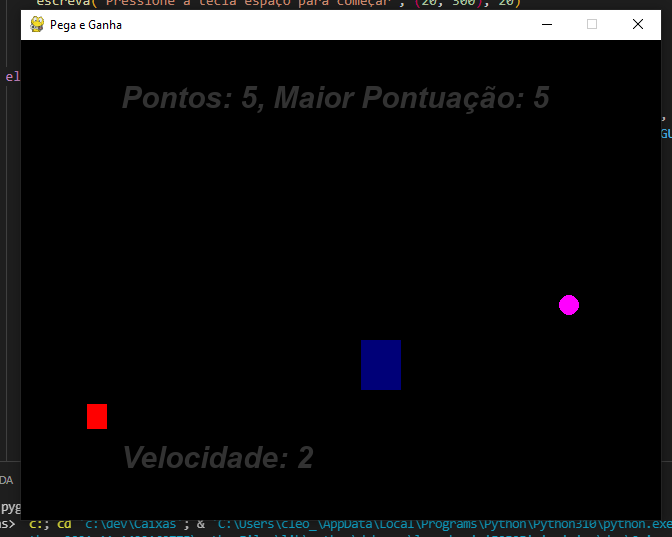 escreva("Pressione a tecla espaço para começar", (20, 300), 20)
Pega e Ganha
el
Pontos: 5, Maior Pontuação: 5
Velocidade: 2
DA
pyg
as> c:; cd 'c:\dev\Caixas'; & 'C:\Users\cleo_\AppData\Local\Programs\Python\Python310\python.exe